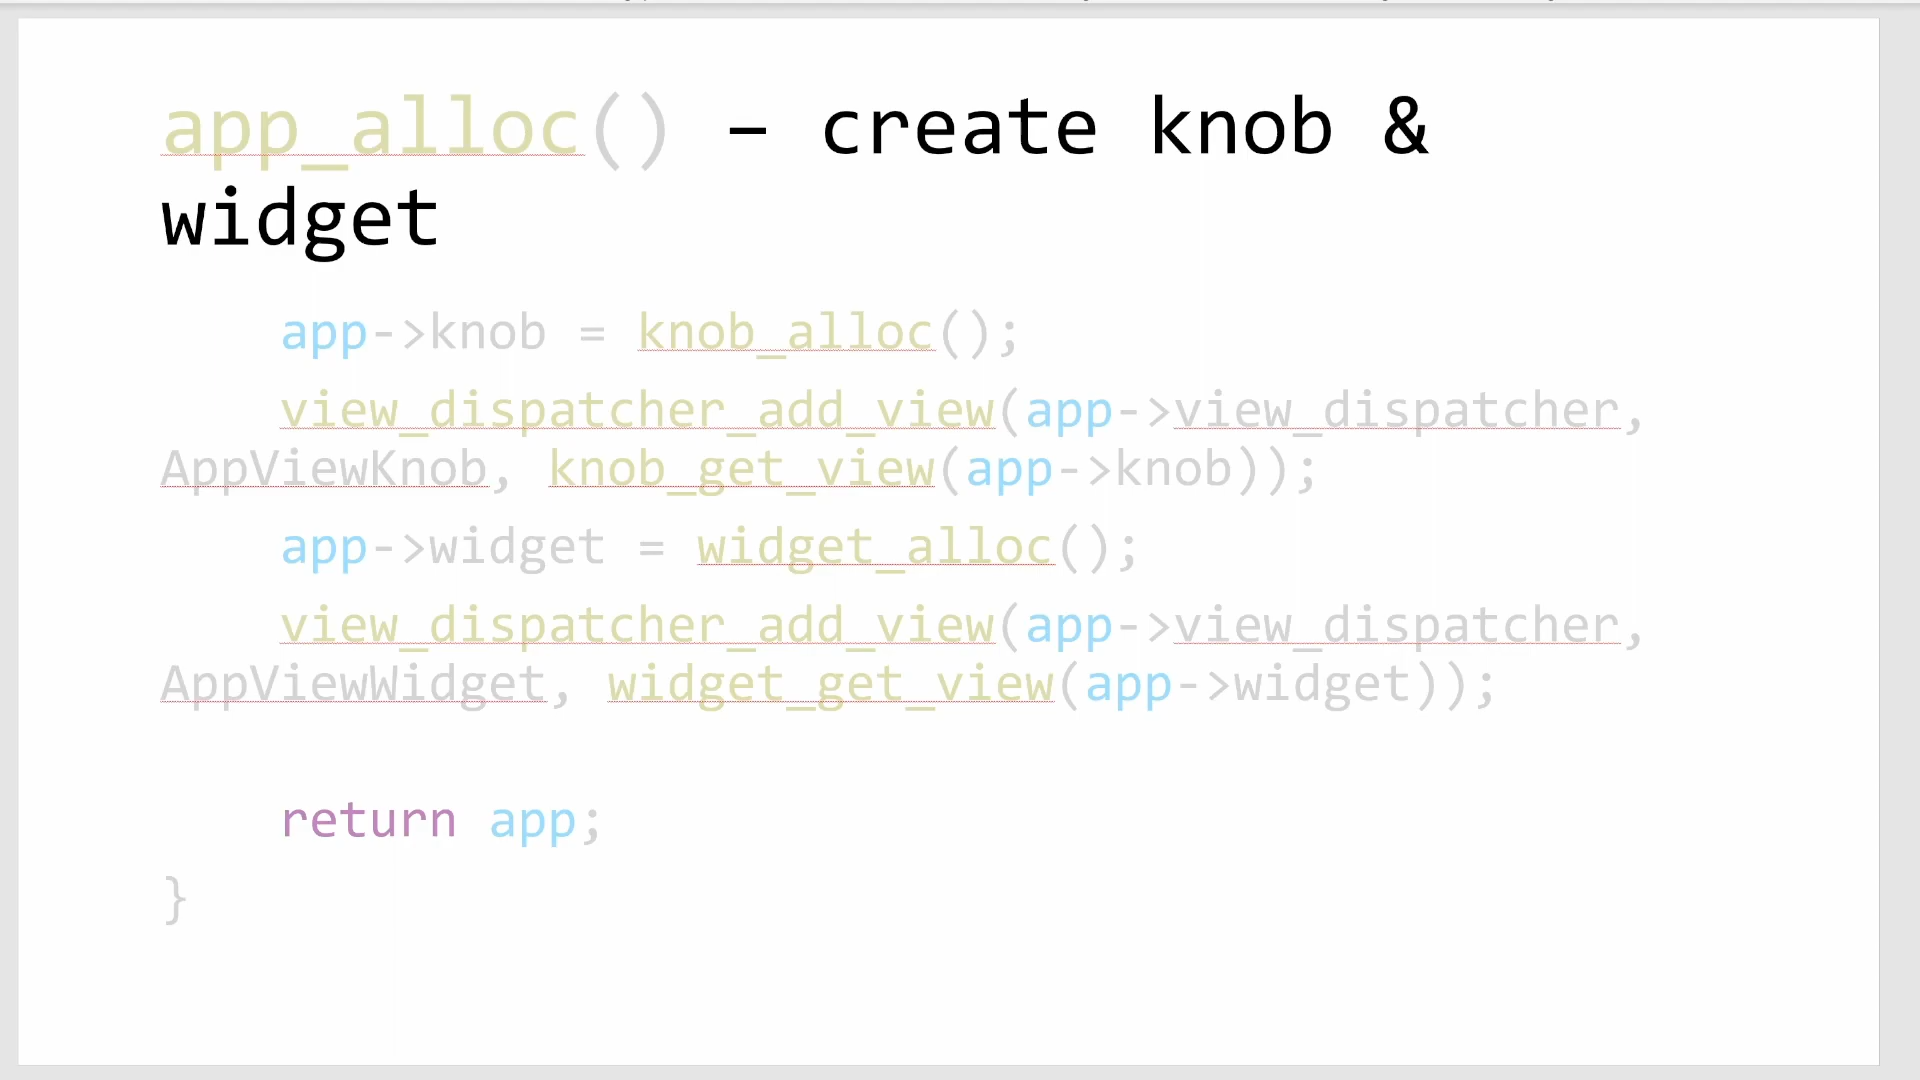 app_alloc() – create knob &
widget
app->knob = knob_alloc();
view_dispatcher_add_view(app->view_dispatcher,
AppViewKnob, knob_get_view(app->knob));
app->widget = widget_alloc();
view_dispatcher_add_view(app->view_dispatcher,
AppViewWidget, widget_get_view(app->widget));
return app;
}